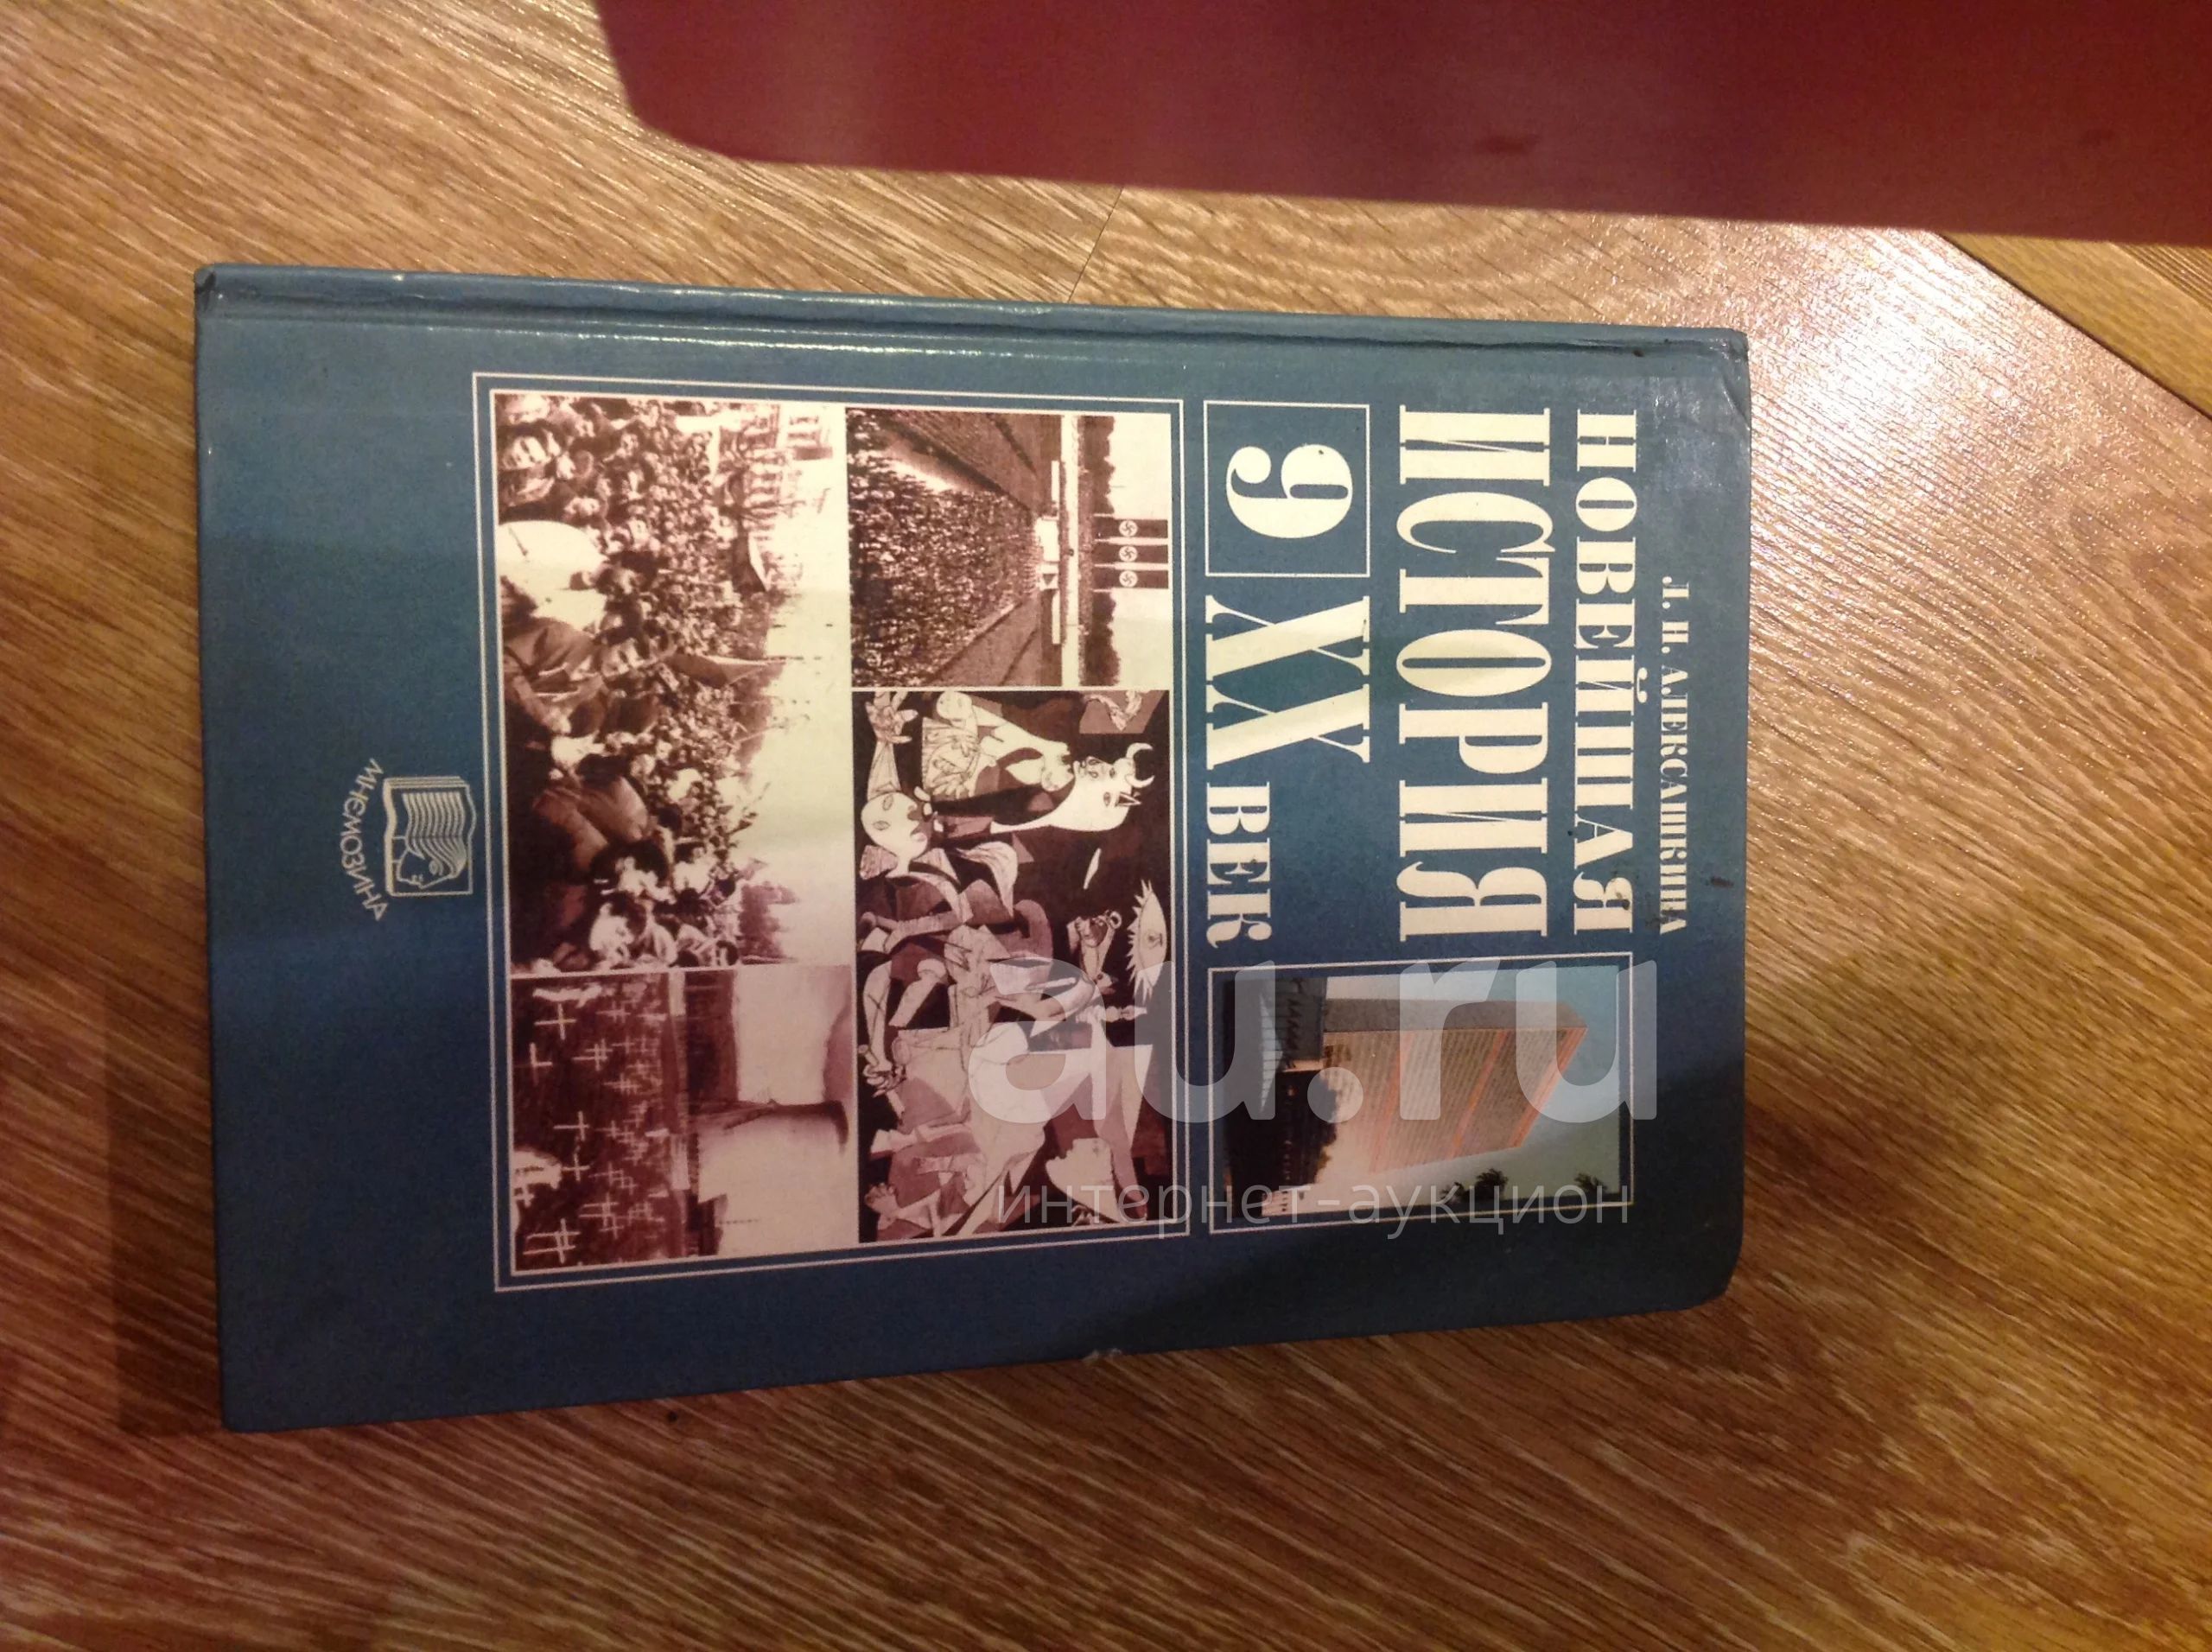 Л. Н. АЛЕКСАШКИНА
НОВЕЙШАЯ
ИСТОРИЯ
9 XX ВЕК
МНЕМОЗИНА
au.ru
интернет-аукцион